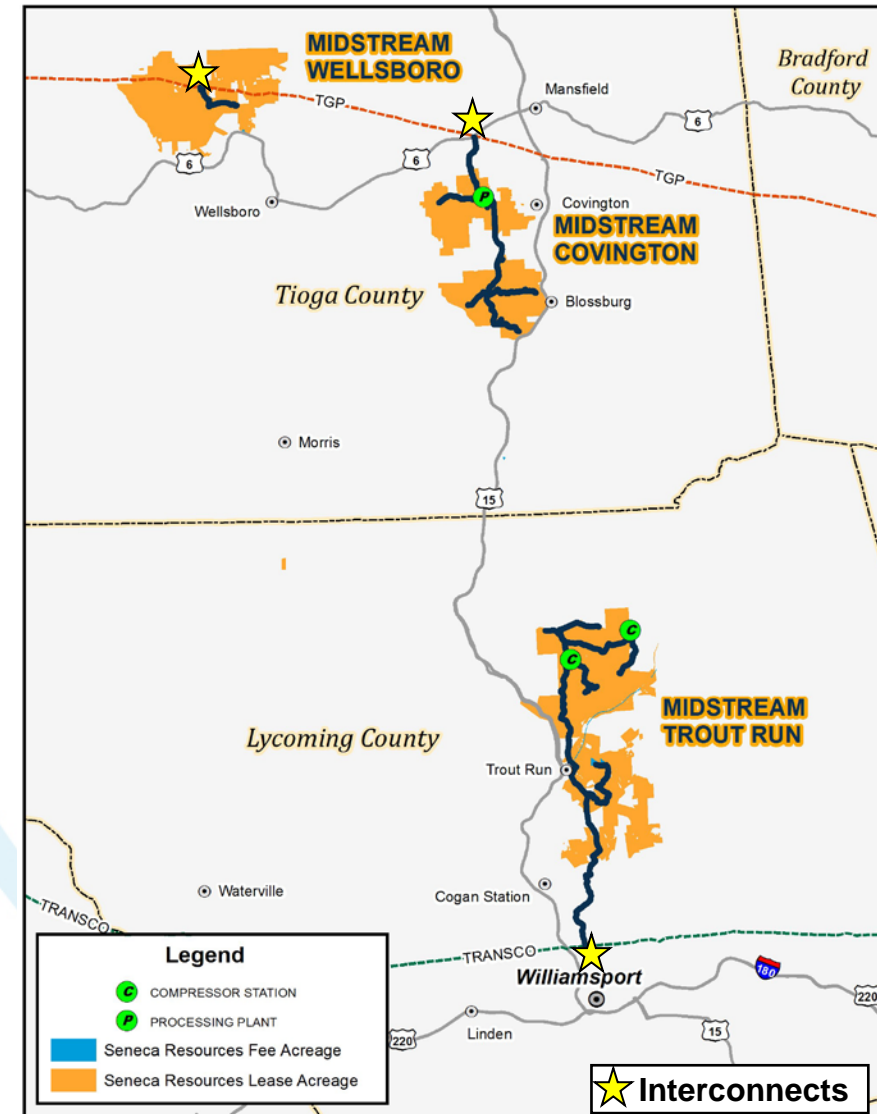 MIDSTREAM
WELLSBORO
Bradford
County
TGP
Mansfield
6
6
6
TGP
Wellsboro
Covington
MIDSTREAM
COVINGTON
Tioga County
Blossburg
Morris
15
MIDSTREAM
TROUT RUN
Lycoming County
Trout Run
Waterville
Cogan Station
TRANSCO
TRANSCO
Williamsport
180
220
Linden
15
220
Legend
C COMPRESSOR STATION
P PROCESSING PLANT
Seneca Resources Fee Acreage
Seneca Resources Lease Acreage
Interconnects
P
C
C